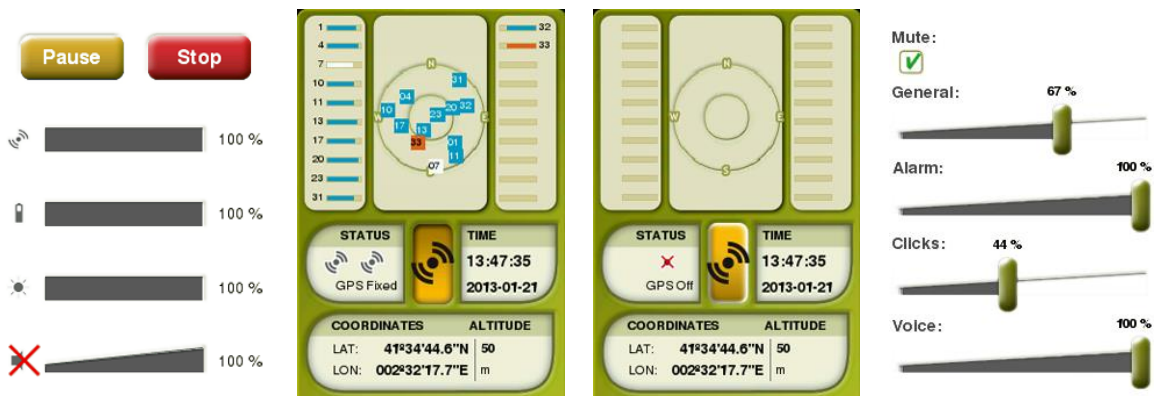 Pause Stop
100 %
100 %
100 %
100 %
1
4
7
10
11
13
17
20
23
31
32
33
N
31
04
10
20
32
23
W
E
17
13
33
01
11
07
STATUS
GPS Fixed
TIME
13:47:35
2013-01-21
COORDINATES ALTITUDE
LAT: 41º34'44.6"N 50
LON: 002º32'17.7"E m
N
W
E
S
STATUS
GPS Off
TIME
13:47:35
2013-01-21
COORDINATES ALTITUDE
LAT: 41º34'44.6"N 50
LON: 002º32'17.7"E m
Mute:
General: 67 %
Alarm: 100 %
Clicks: 44 %
Voice: 100 %